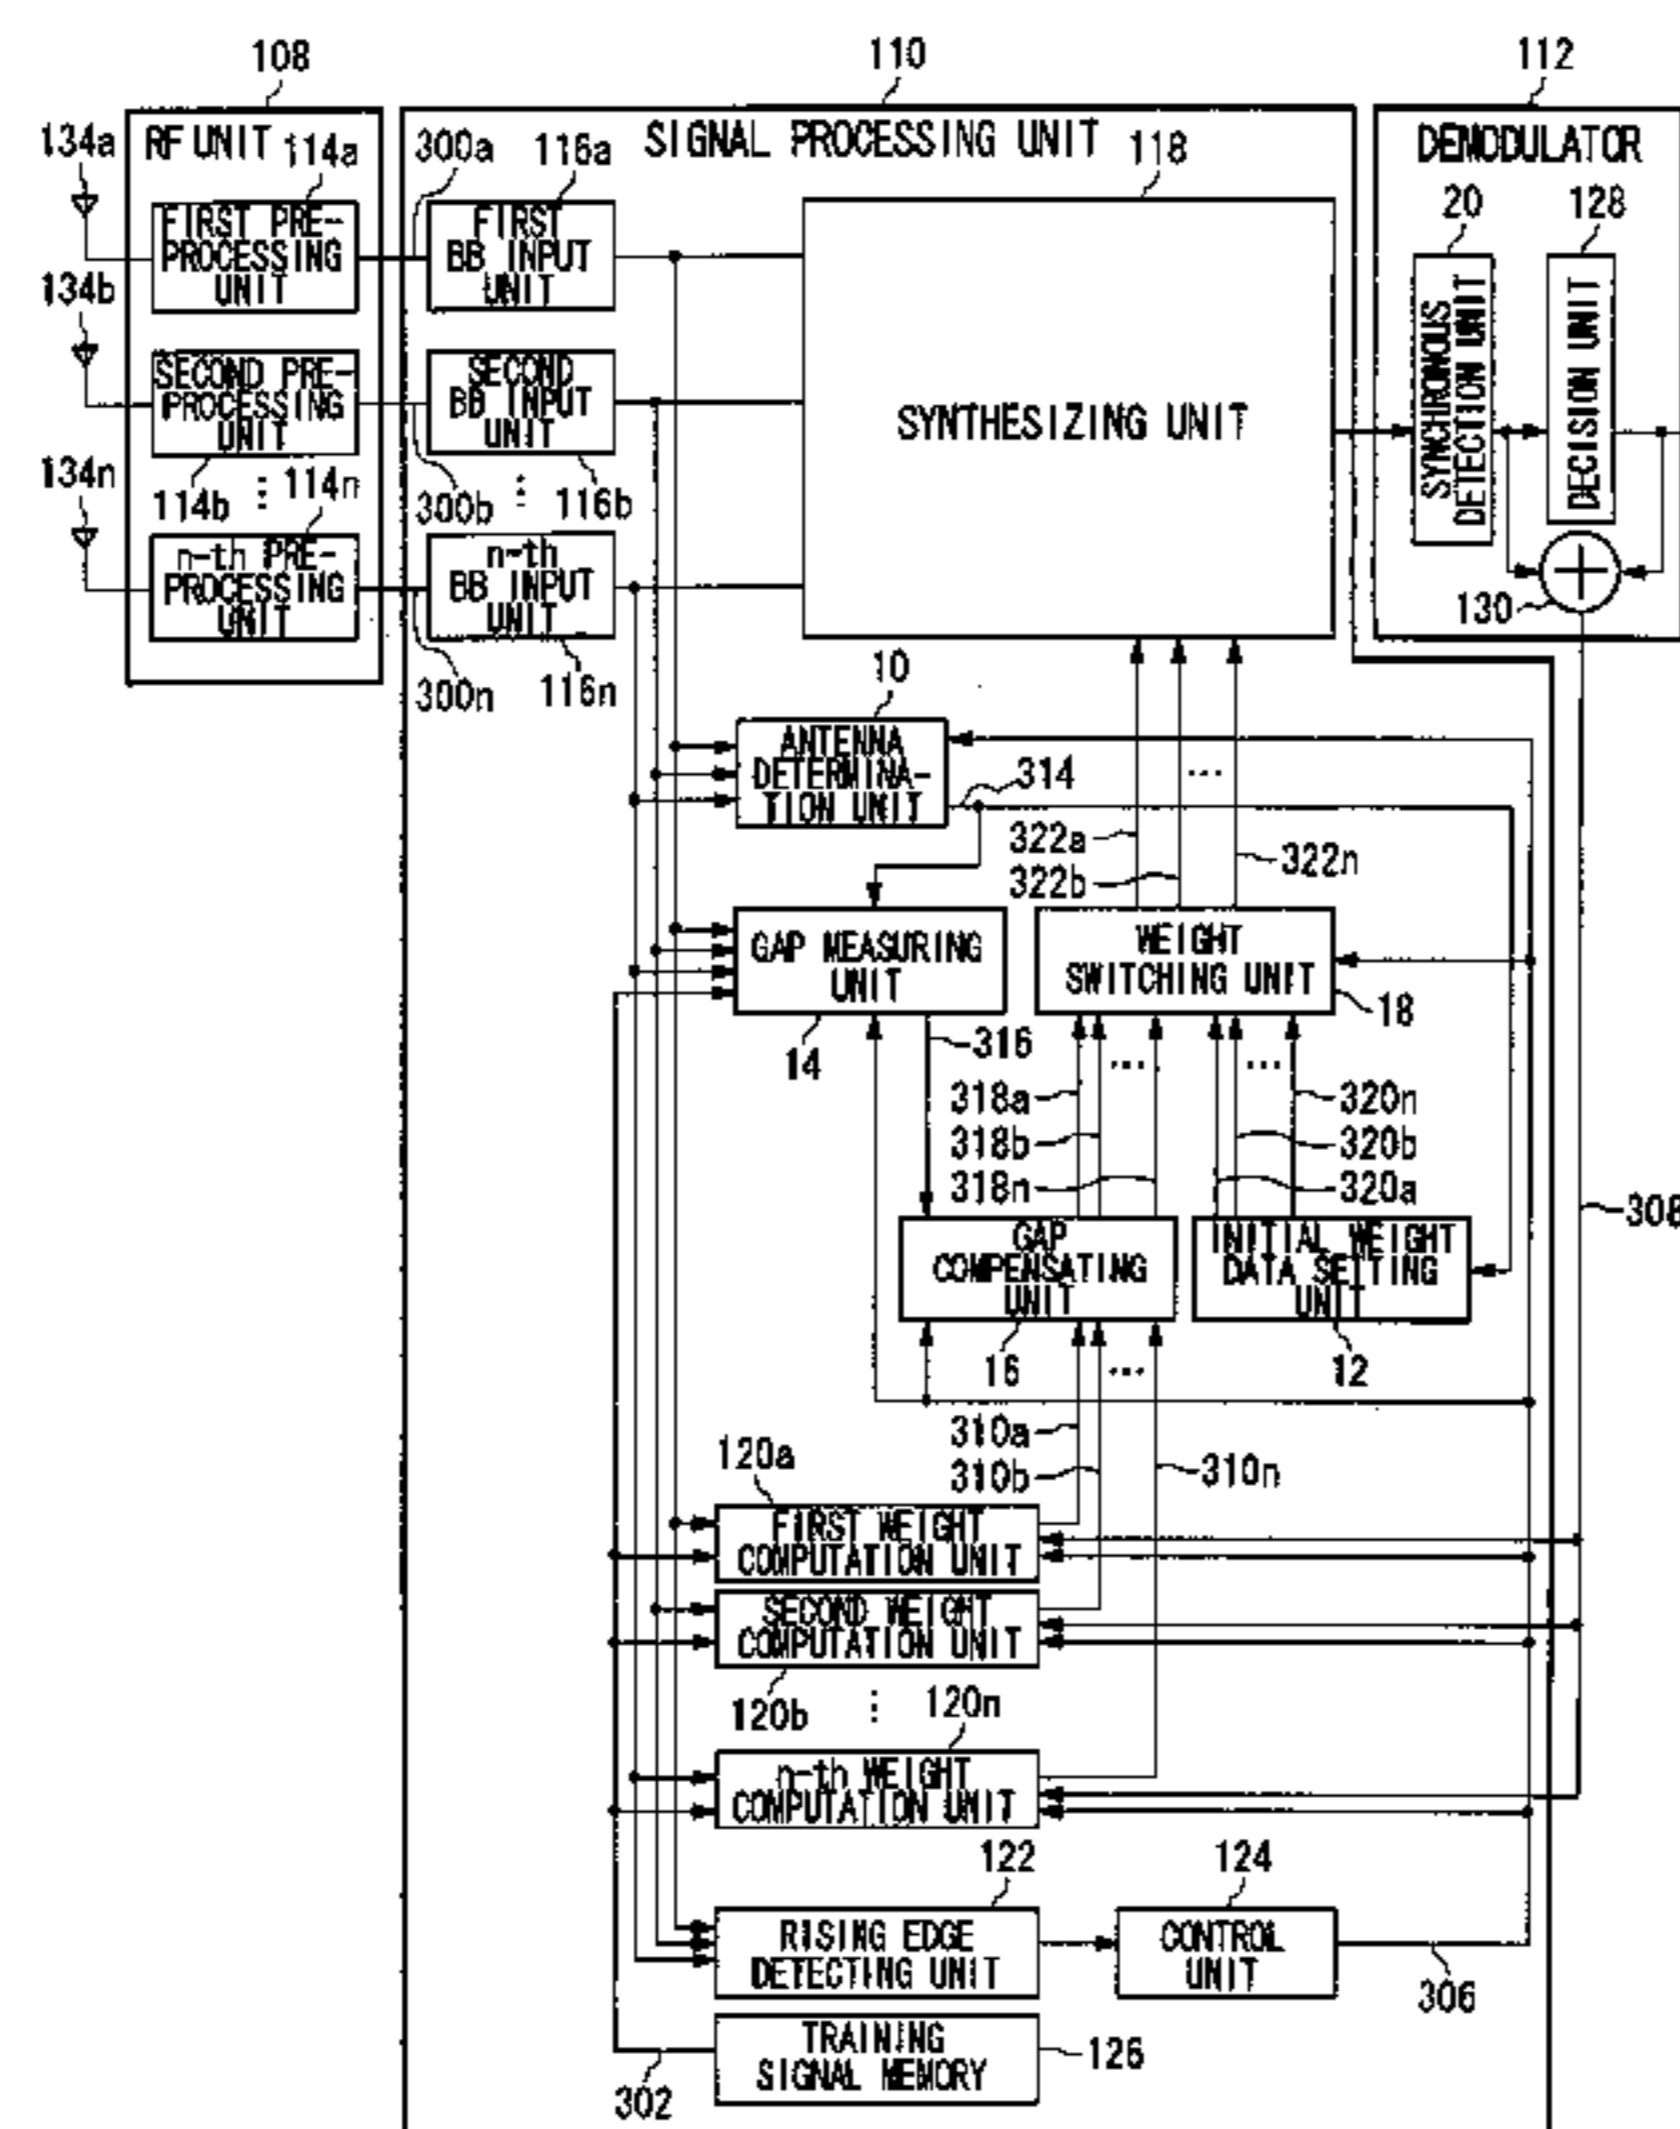 108
110
112
134a
RF UNIT
114a
300a
116a
SIGNAL PROCESSING UNIT
118
DEMODULATOR
FIRST PRE-
PROCESSING
UNIT
FIRST
BB INPUT
UNIT
20
128
134b
SECOND PRE-
PROCESSING
UNIT
SECOND
BB INPUT
UNIT
SYNTHESIZING UNIT
SYNCHRONOUS
DETECTION UNIT
DECISION UNIT
134n
114b
⋮
114n
300b
⋮
116b
n-th PRE-
PROCESSING
UNIT
n-th
BB INPUT
UNIT
130
300n
116n
10
ANTENNA
DETERMINA-
TION UNIT
...
314
322a
322b
322n
GAP MEASURING
UNIT
WEIGHT
SWITCHING UNIT
14
316
18
...
...
318a
318b
318n
320n
320b
320a
308
GAP
COMPENSATING
UNIT
INITIAL WEIGHT
DATA SETTING
UNIT
16
...
12
310a
310b
310n
120a
FIRST WEIGHT
COMPUTATION UNIT
SECOND WEIGHT
COMPUTATION UNIT
120b
⋮
120n
n-th WEIGHT
COMPUTATION UNIT
122
124
RISING EDGE
DETECTING UNIT
CONTROL
UNIT
306
TRAINING
SIGNAL MEMORY
126
302